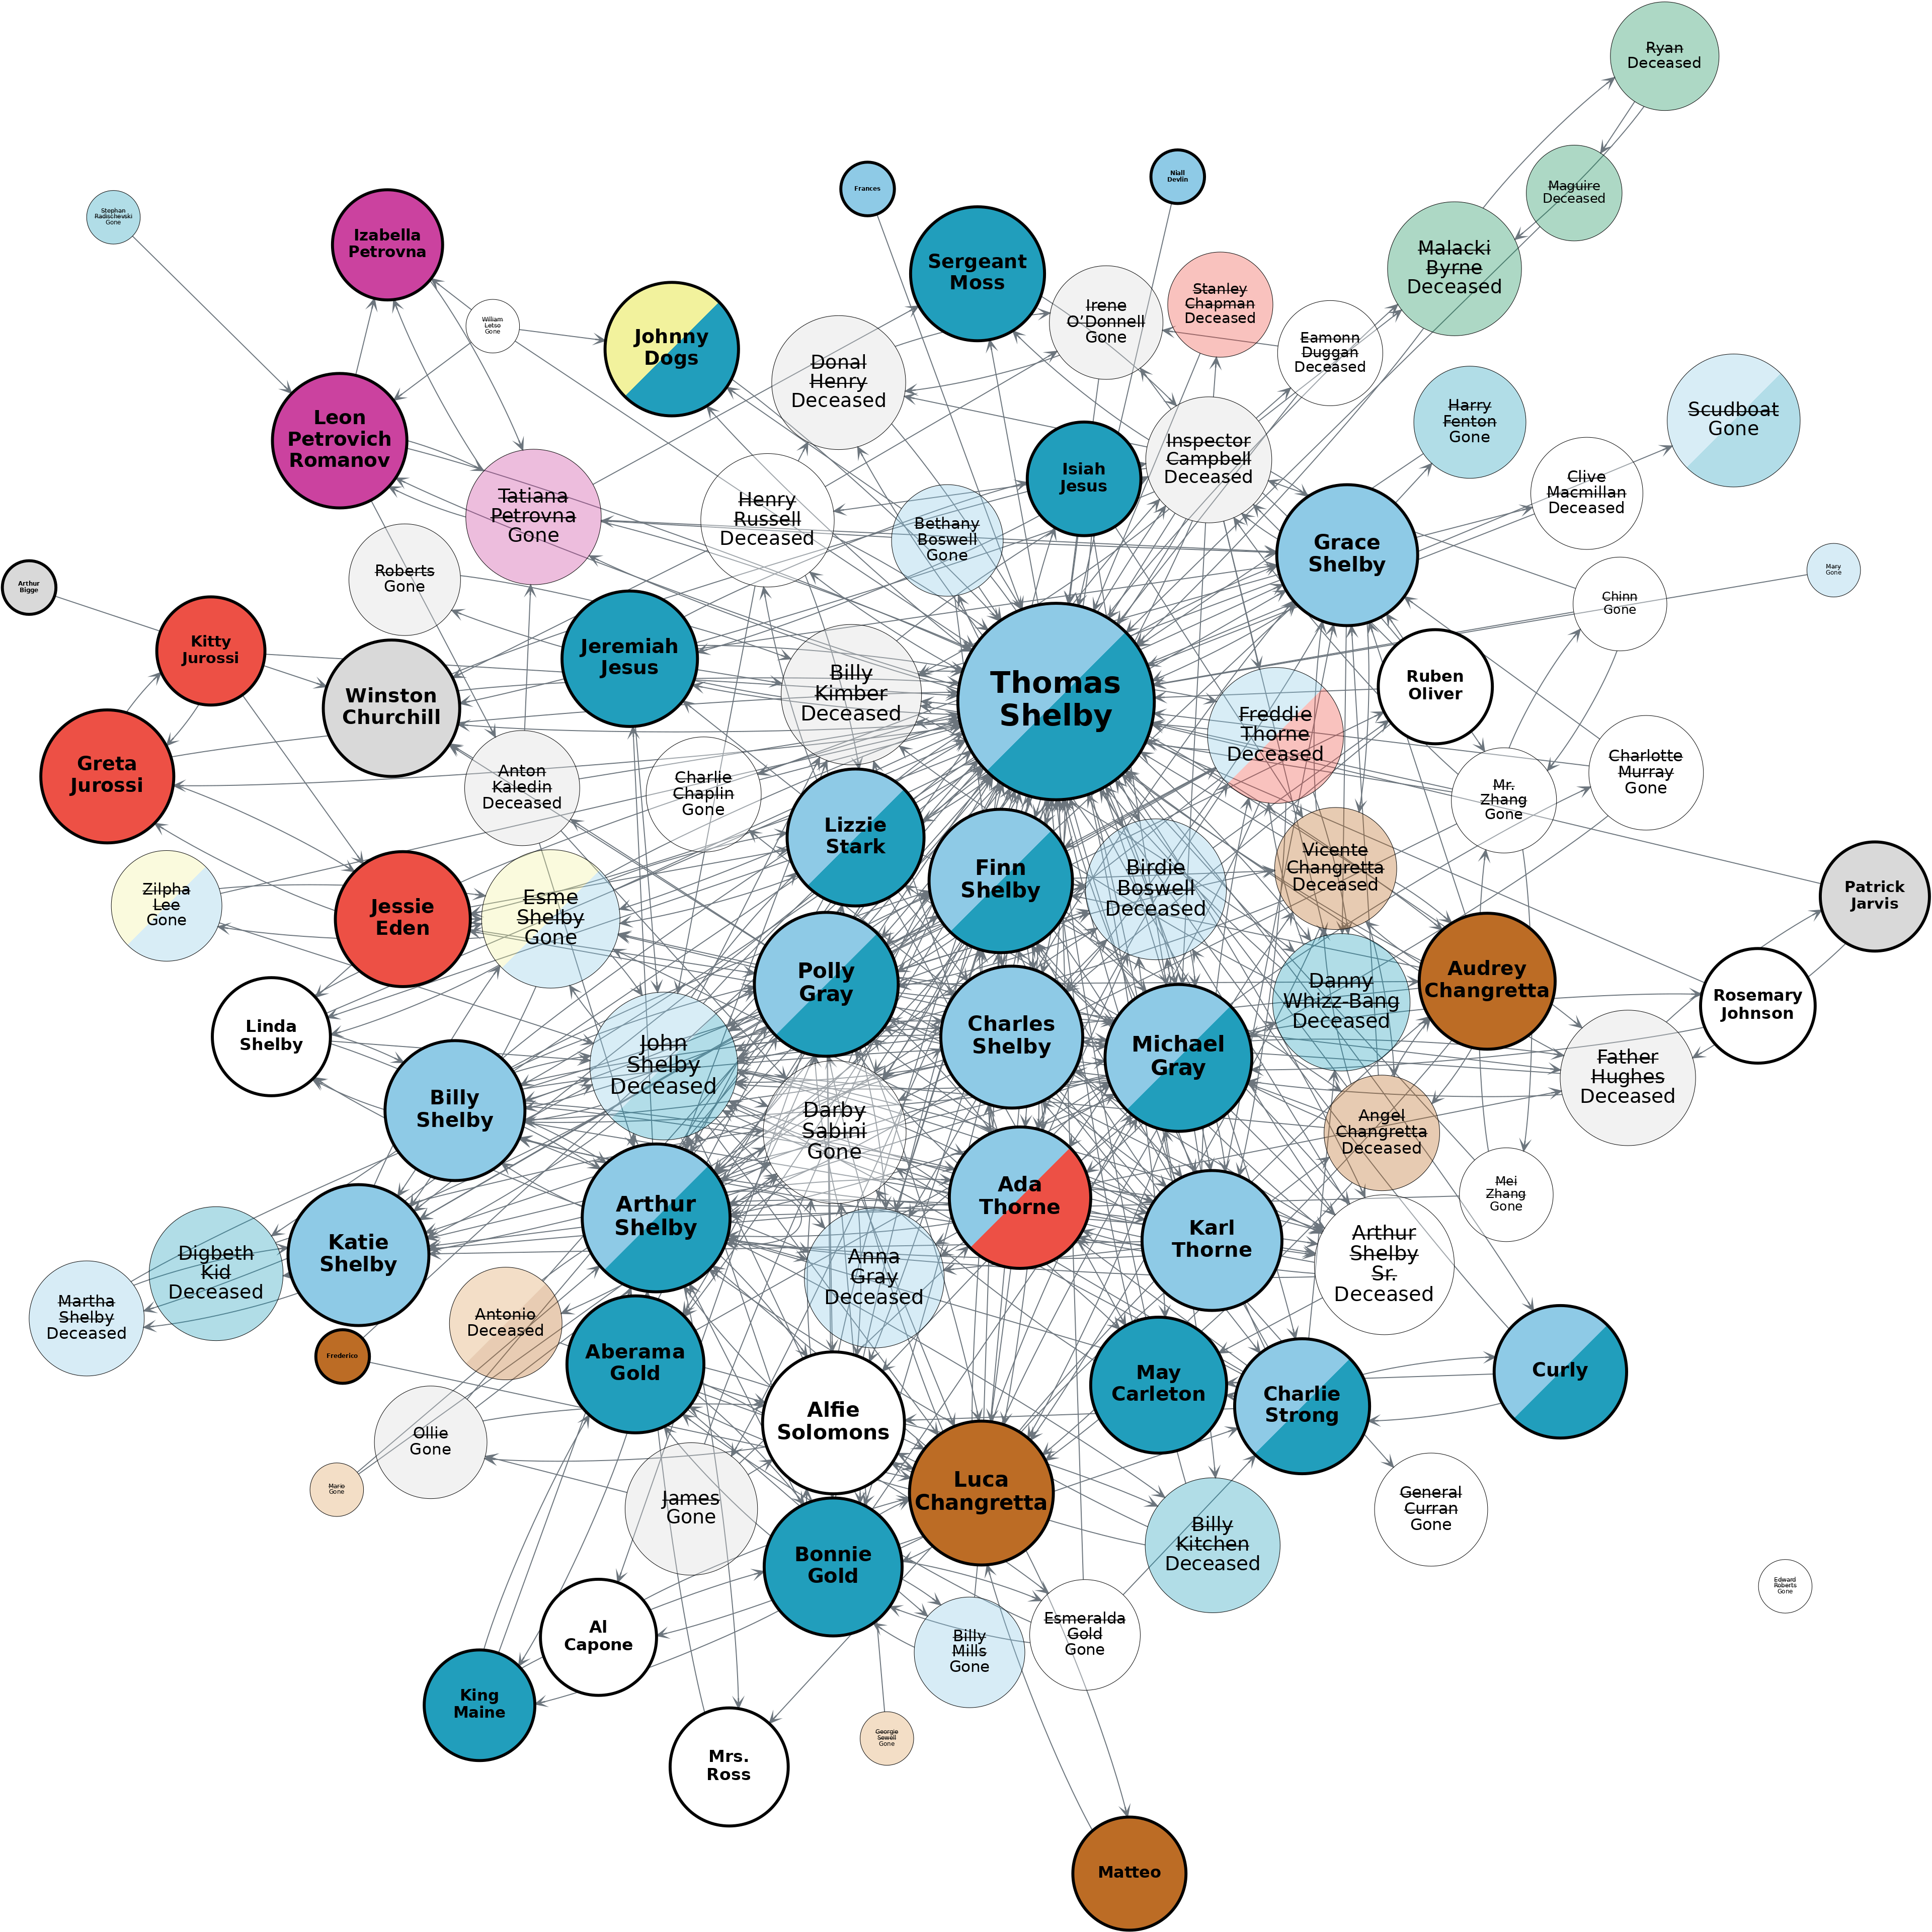 Ryan
Deceased
Maguire
Deceased
Niall
Devlin
Frances
Stephan
Radischevski
Gone
Izabella
Petrovna
Sergeant
Moss
Malacki
Byrne
Deceased
Irene
O’Donnell
Gone
Stanley
Chapman
Deceased
William
Letso
Gone
Johnny
Dogs
Eamonn
Duggan
Deceased
Donal
Henry
Deceased
Harry
Fenton
Gone
Scudboat
Gone
Leon
Petrovich
Romanov
Inspector
Campbell
Deceased
Isiah
Jesus
Clive
Macmillan
Deceased
Tatiana
Petrovna
Gone
Henry
Russell
Deceased
Bethany
Boswell
Gone
Grace
Shelby
Mary
Gone
Roberts
Gone
Arthur
Bigge
Chinn
Gone
Kitty
Jurossi
Jeremiah
Jesus
Ruben
Oliver
Billy
Kimber
Deceased
Thomas
Shelby
Winston
Churchill
Freddie
Thorne
Deceased
Greta
Jurossi
Charlotte
Murray
Gone
Anton
Kaledin
Deceased
Charlie
Chaplin
Gone
Mr.
Zhang
Gone
Lizzie
Stark
Vicente
Changretta
Deceased
Finn
Shelby
Birdie
Boswell
Deceased
Patrick
Jarvis
Zilpha
Lee
Gone
Jessie
Eden
Esme
Shelby
Gone
Polly
Gray
Audrey
Changretta
Danny
Whizz-Bang
Deceased
Rosemary
Johnson
Linda
Shelby
Charles
Shelby
Michael
Gray
John
Shelby
Deceased
Father
Hughes
Deceased
Billy
Shelby
Darby
Sabini
Gone
Angel
Changretta
Deceased
Mei
Zhang
Gone
Arthur
Shelby
Ada
Thorne
Karl
Thorne
Arthur
Shelby
Sr.
Deceased
Katie
Shelby
Digbeth
Kid
Deceased
Anna
Gray
Deceased
Martha
Shelby
Deceased
Antonio
Deceased
Frederico
Aberama
Gold
May
Carleton
Curly
Charlie
Strong
Alfie
Solomons
Ollie
Gone
Luca
Changretta
Mario
Gone
James
Gone
General
Curran
Gone
Billy
Kitchen
Deceased
Bonnie
Gold
Edward
Roberts
Gone
Al
Capone
Esmeralda
Gold
Gone
Billy
Mills
Gone
King
Maine
Georgie
Sewell
Gone
Mrs.
Ross
Matteo